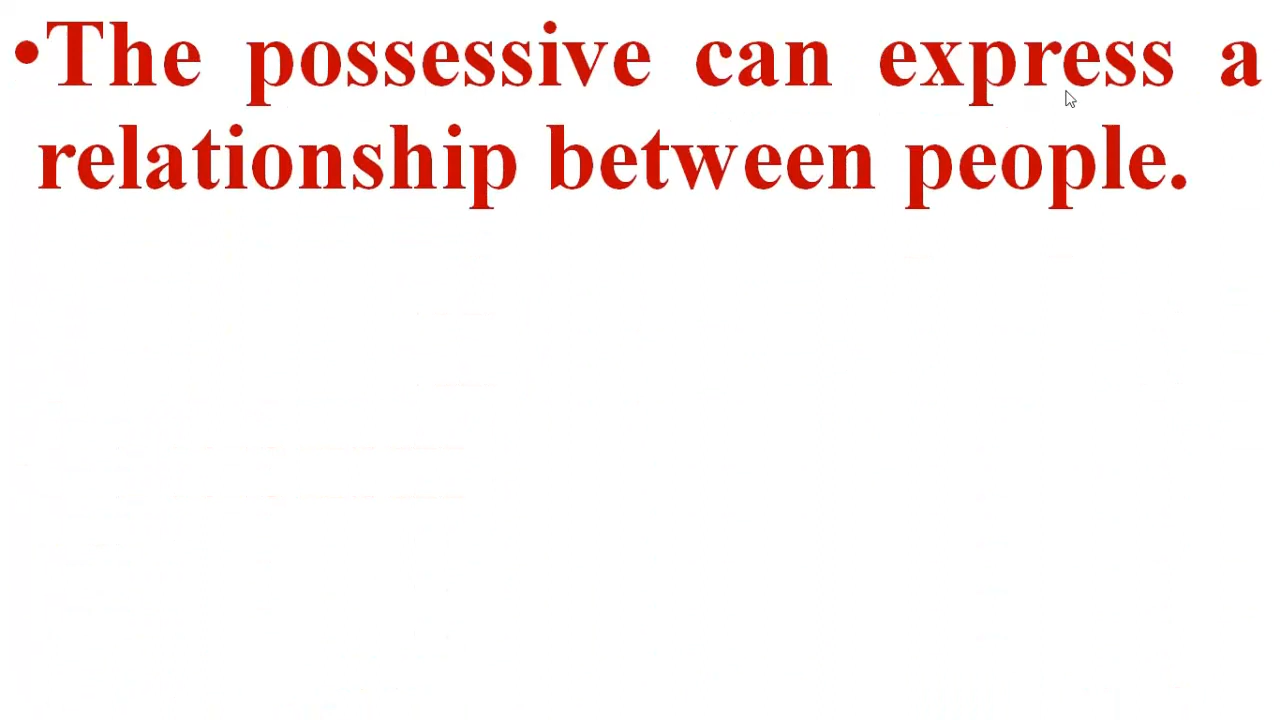 •The possessive can express a
relationship between people.